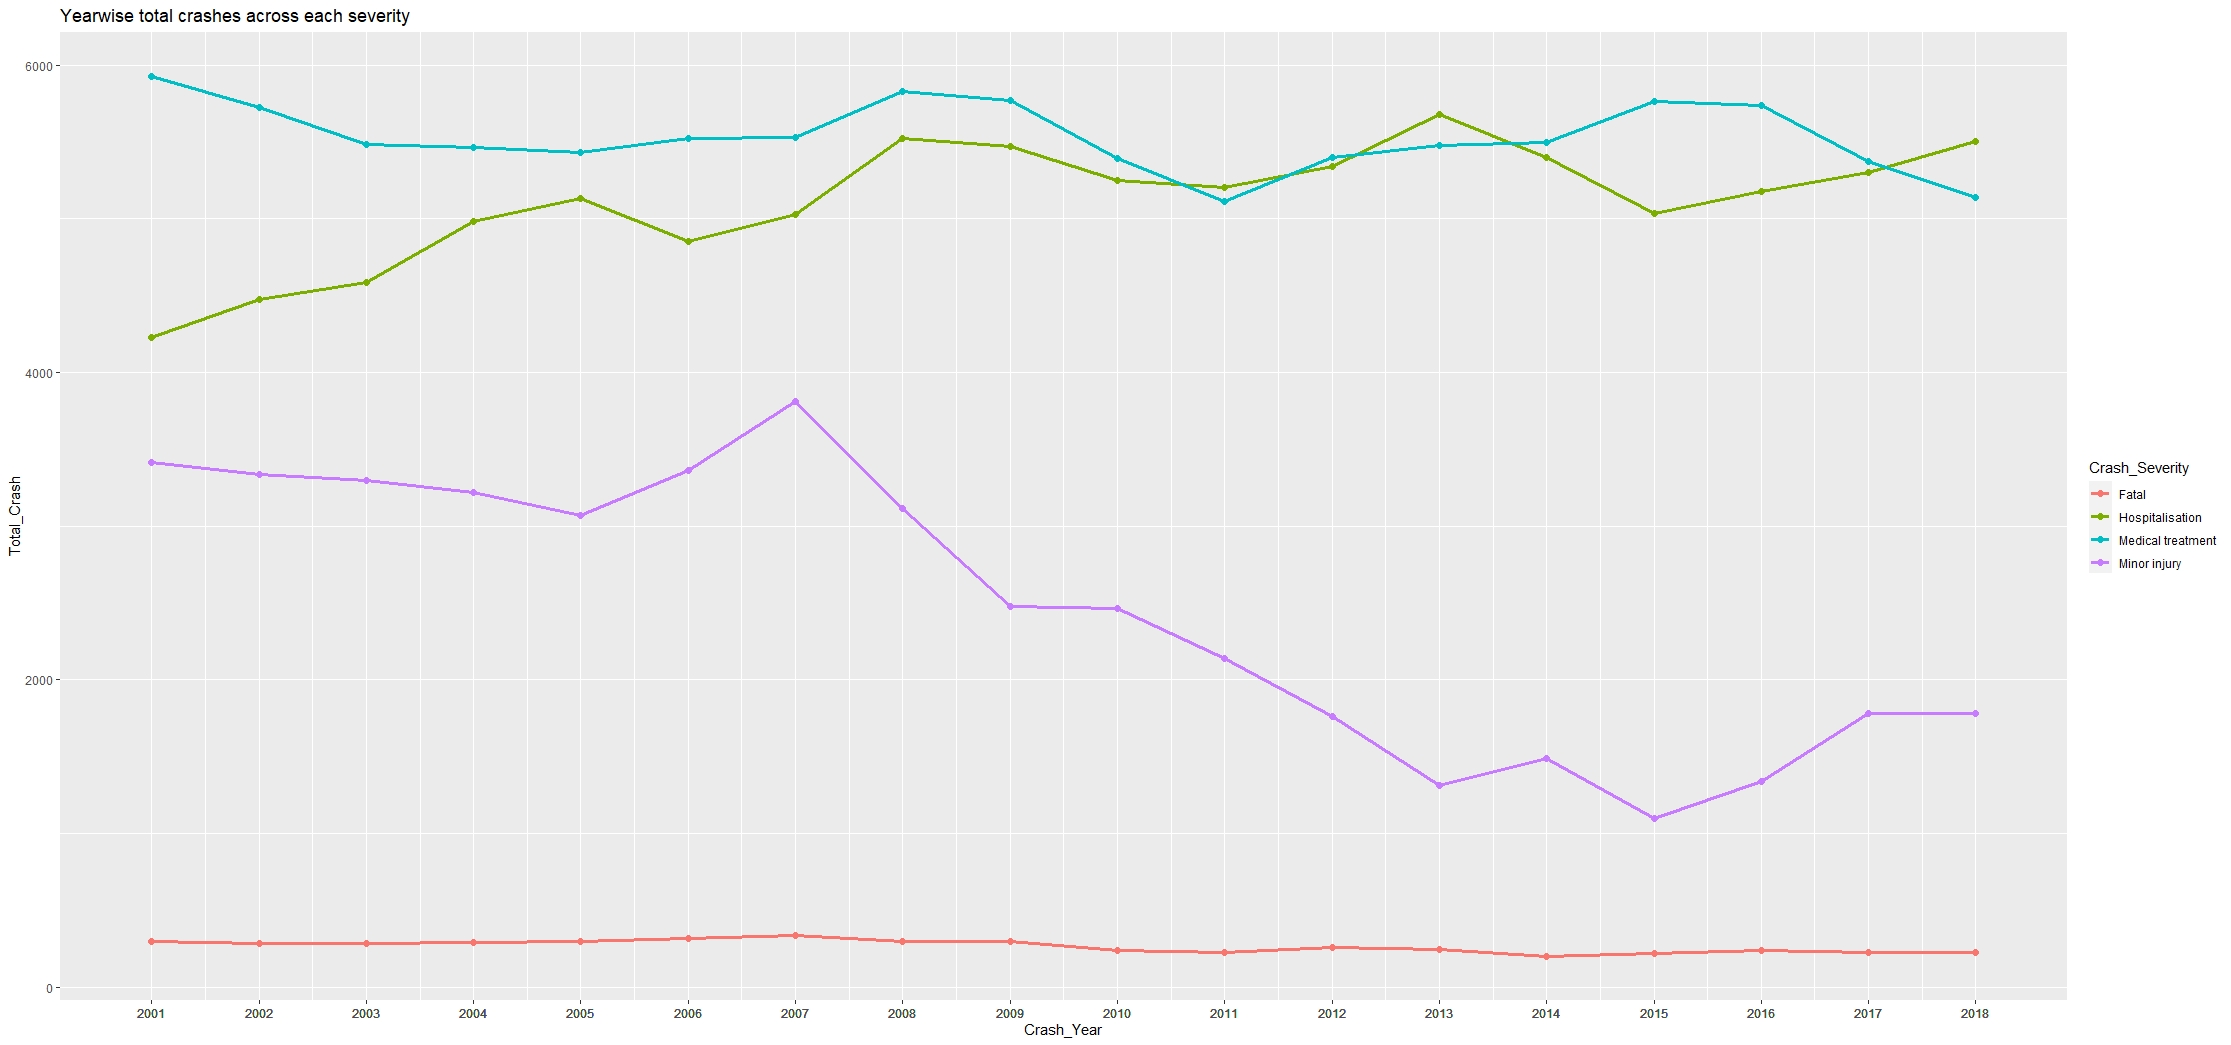 Yearwise total crashes across each severity
6000
4000
2000
0
Total_Crash
2001 2002 2003 2004 2005 2006 2007 2008 2009 2010 2011 2012 2013 2014 2015 2016 2017 2018
Crash_Year
Crash_Severity
Fatal
Hospitalisation
Medical treatment
Minor injury